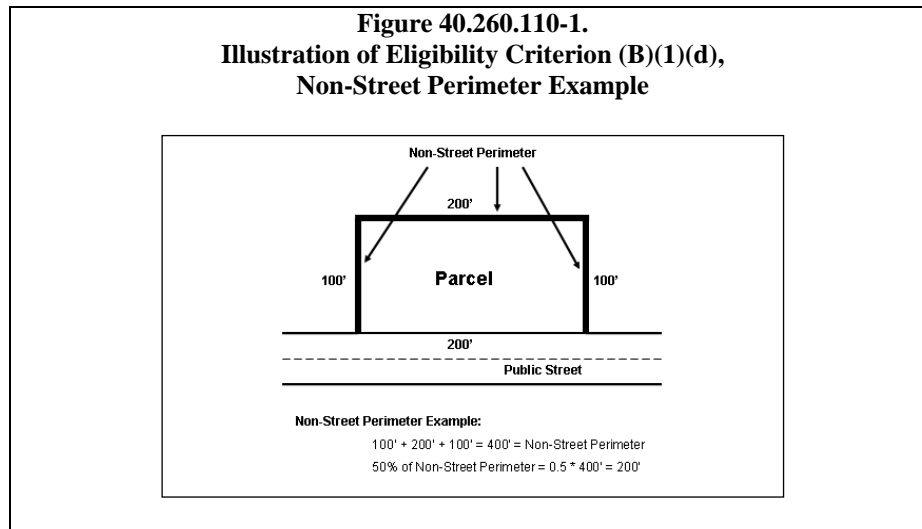 Figure 40.260.110-1.
Illustration of Eligibility Criterion (B)(1)(d),
Non-Street Perimeter Example
Non-Street Perimeter
200'
100'
Parcel
100'
200'
Public Street
Non-Street Perimeter Example:
100' + 200' + 100' = 400' = Non-Street Perimeter
50% of Non-Street Perimeter = 0.5 * 400' = 200'